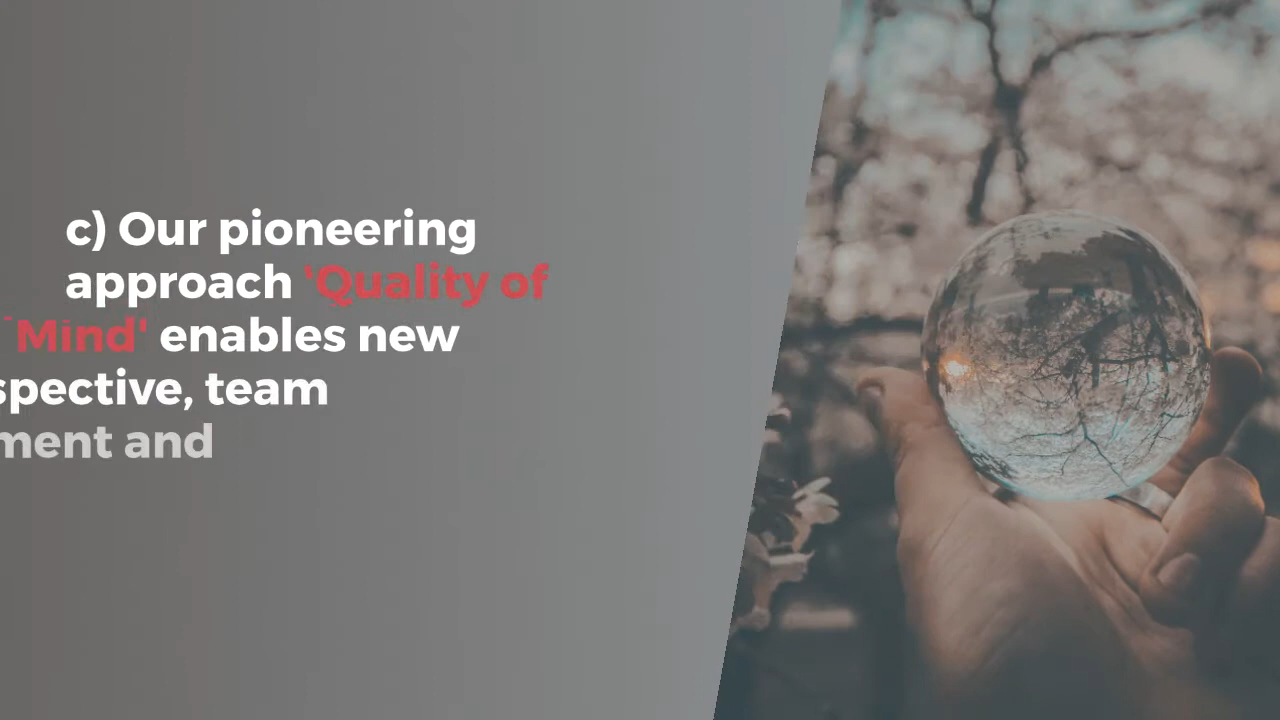 c) Our pioneering
approach 'Quality of
Mind' enables new
spective, team
ment and